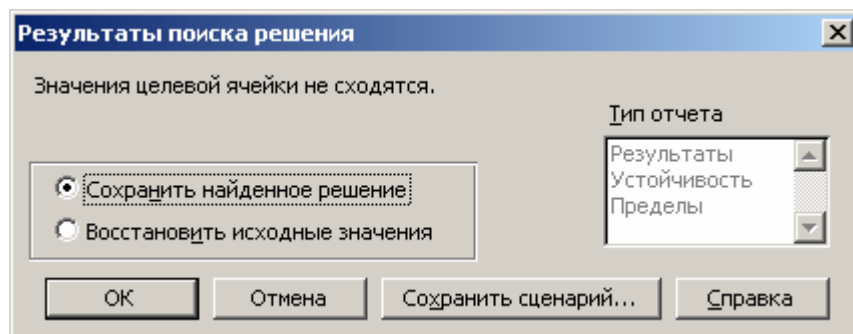 Результаты поиска решения
Значения целевой ячейки не сходятся.
Тип отчета
Результаты
Устойчивость
Пределы
Сохранить найденное решение
Восстановить исходные значения
ОК
Отмена
Сохранить сценарий...
Справка